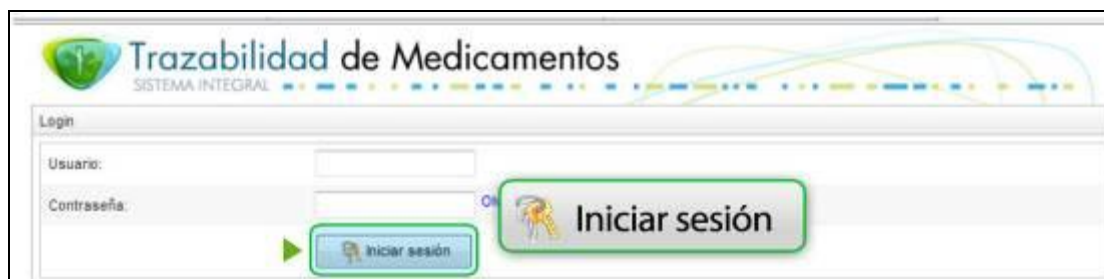 Trazabilidad de Medicamentos
SISTEMA INTEGRAL
Login
Usuario:
Contraseña:
Iniciar sesión
Iniciar sesión